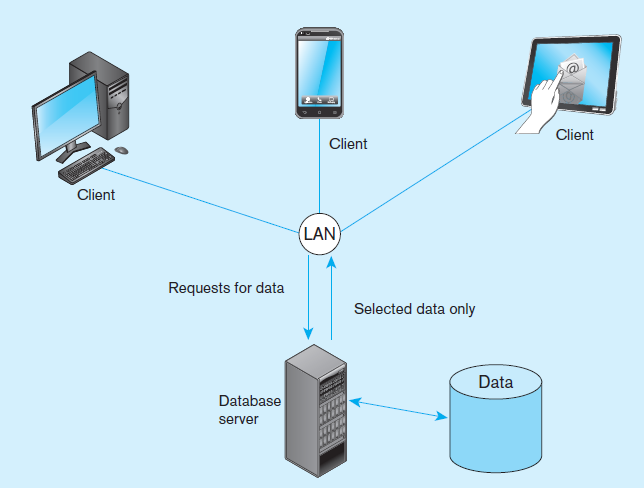 Client
@
Client
Client
LAN
Requests for data
Selected data only
Data
Database
server